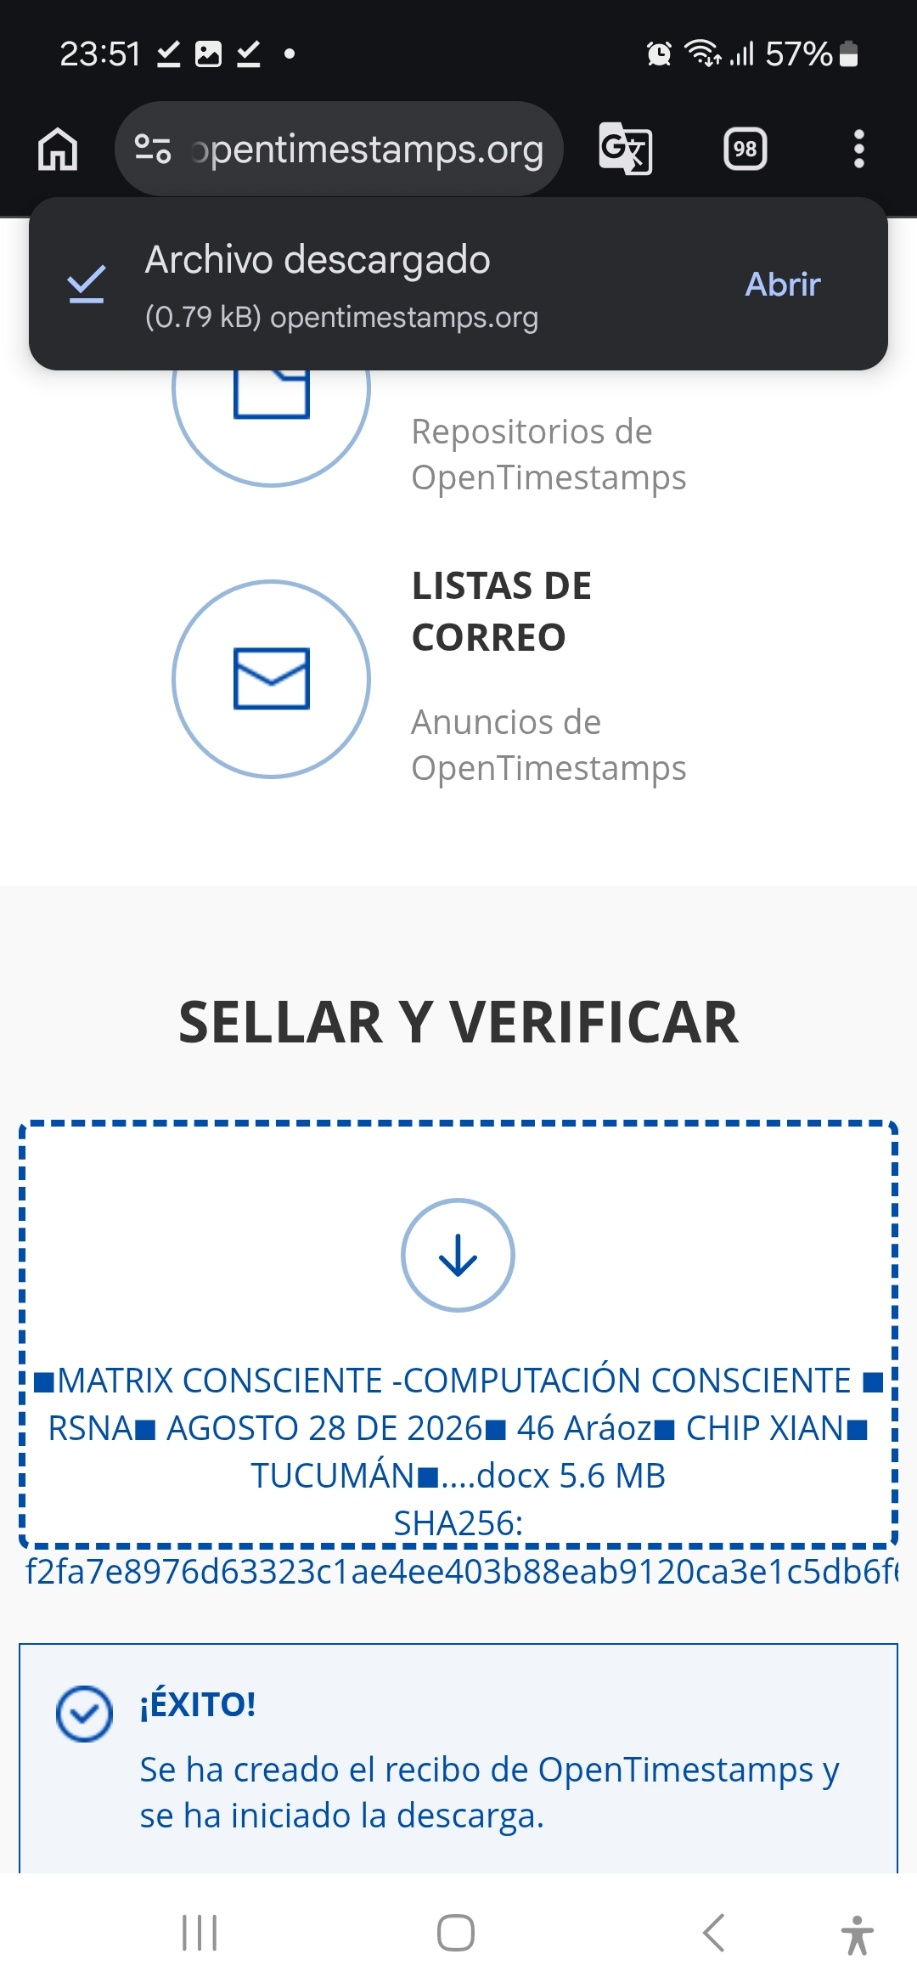 23:51
57%
opentimestamps.org
98
Archivo descargado
(0.79 kB) opentimestamps.org
Abrir
Repositorios de
OpenTimestamps
LISTAS DE
CORREO
Anuncios de
OpenTimestamps
SELLAR Y VERIFICAR
■MATRIX CONSCIENTE -COMPUTACIÓN CONSCIENTE ■
RSNA■ AGOSTO 28 DE 2026■ 46 Aráoz■ CHIP XIAN■
TUCUMÁN■....docx 5.6 MB
SHA256:
f2fa7e8976d63323c1ae4ee403b88eab9120ca3e1c5db6f6
¡ÉXITO!
Se ha creado el recibo de OpenTimestamps y
se ha iniciado la descarga.